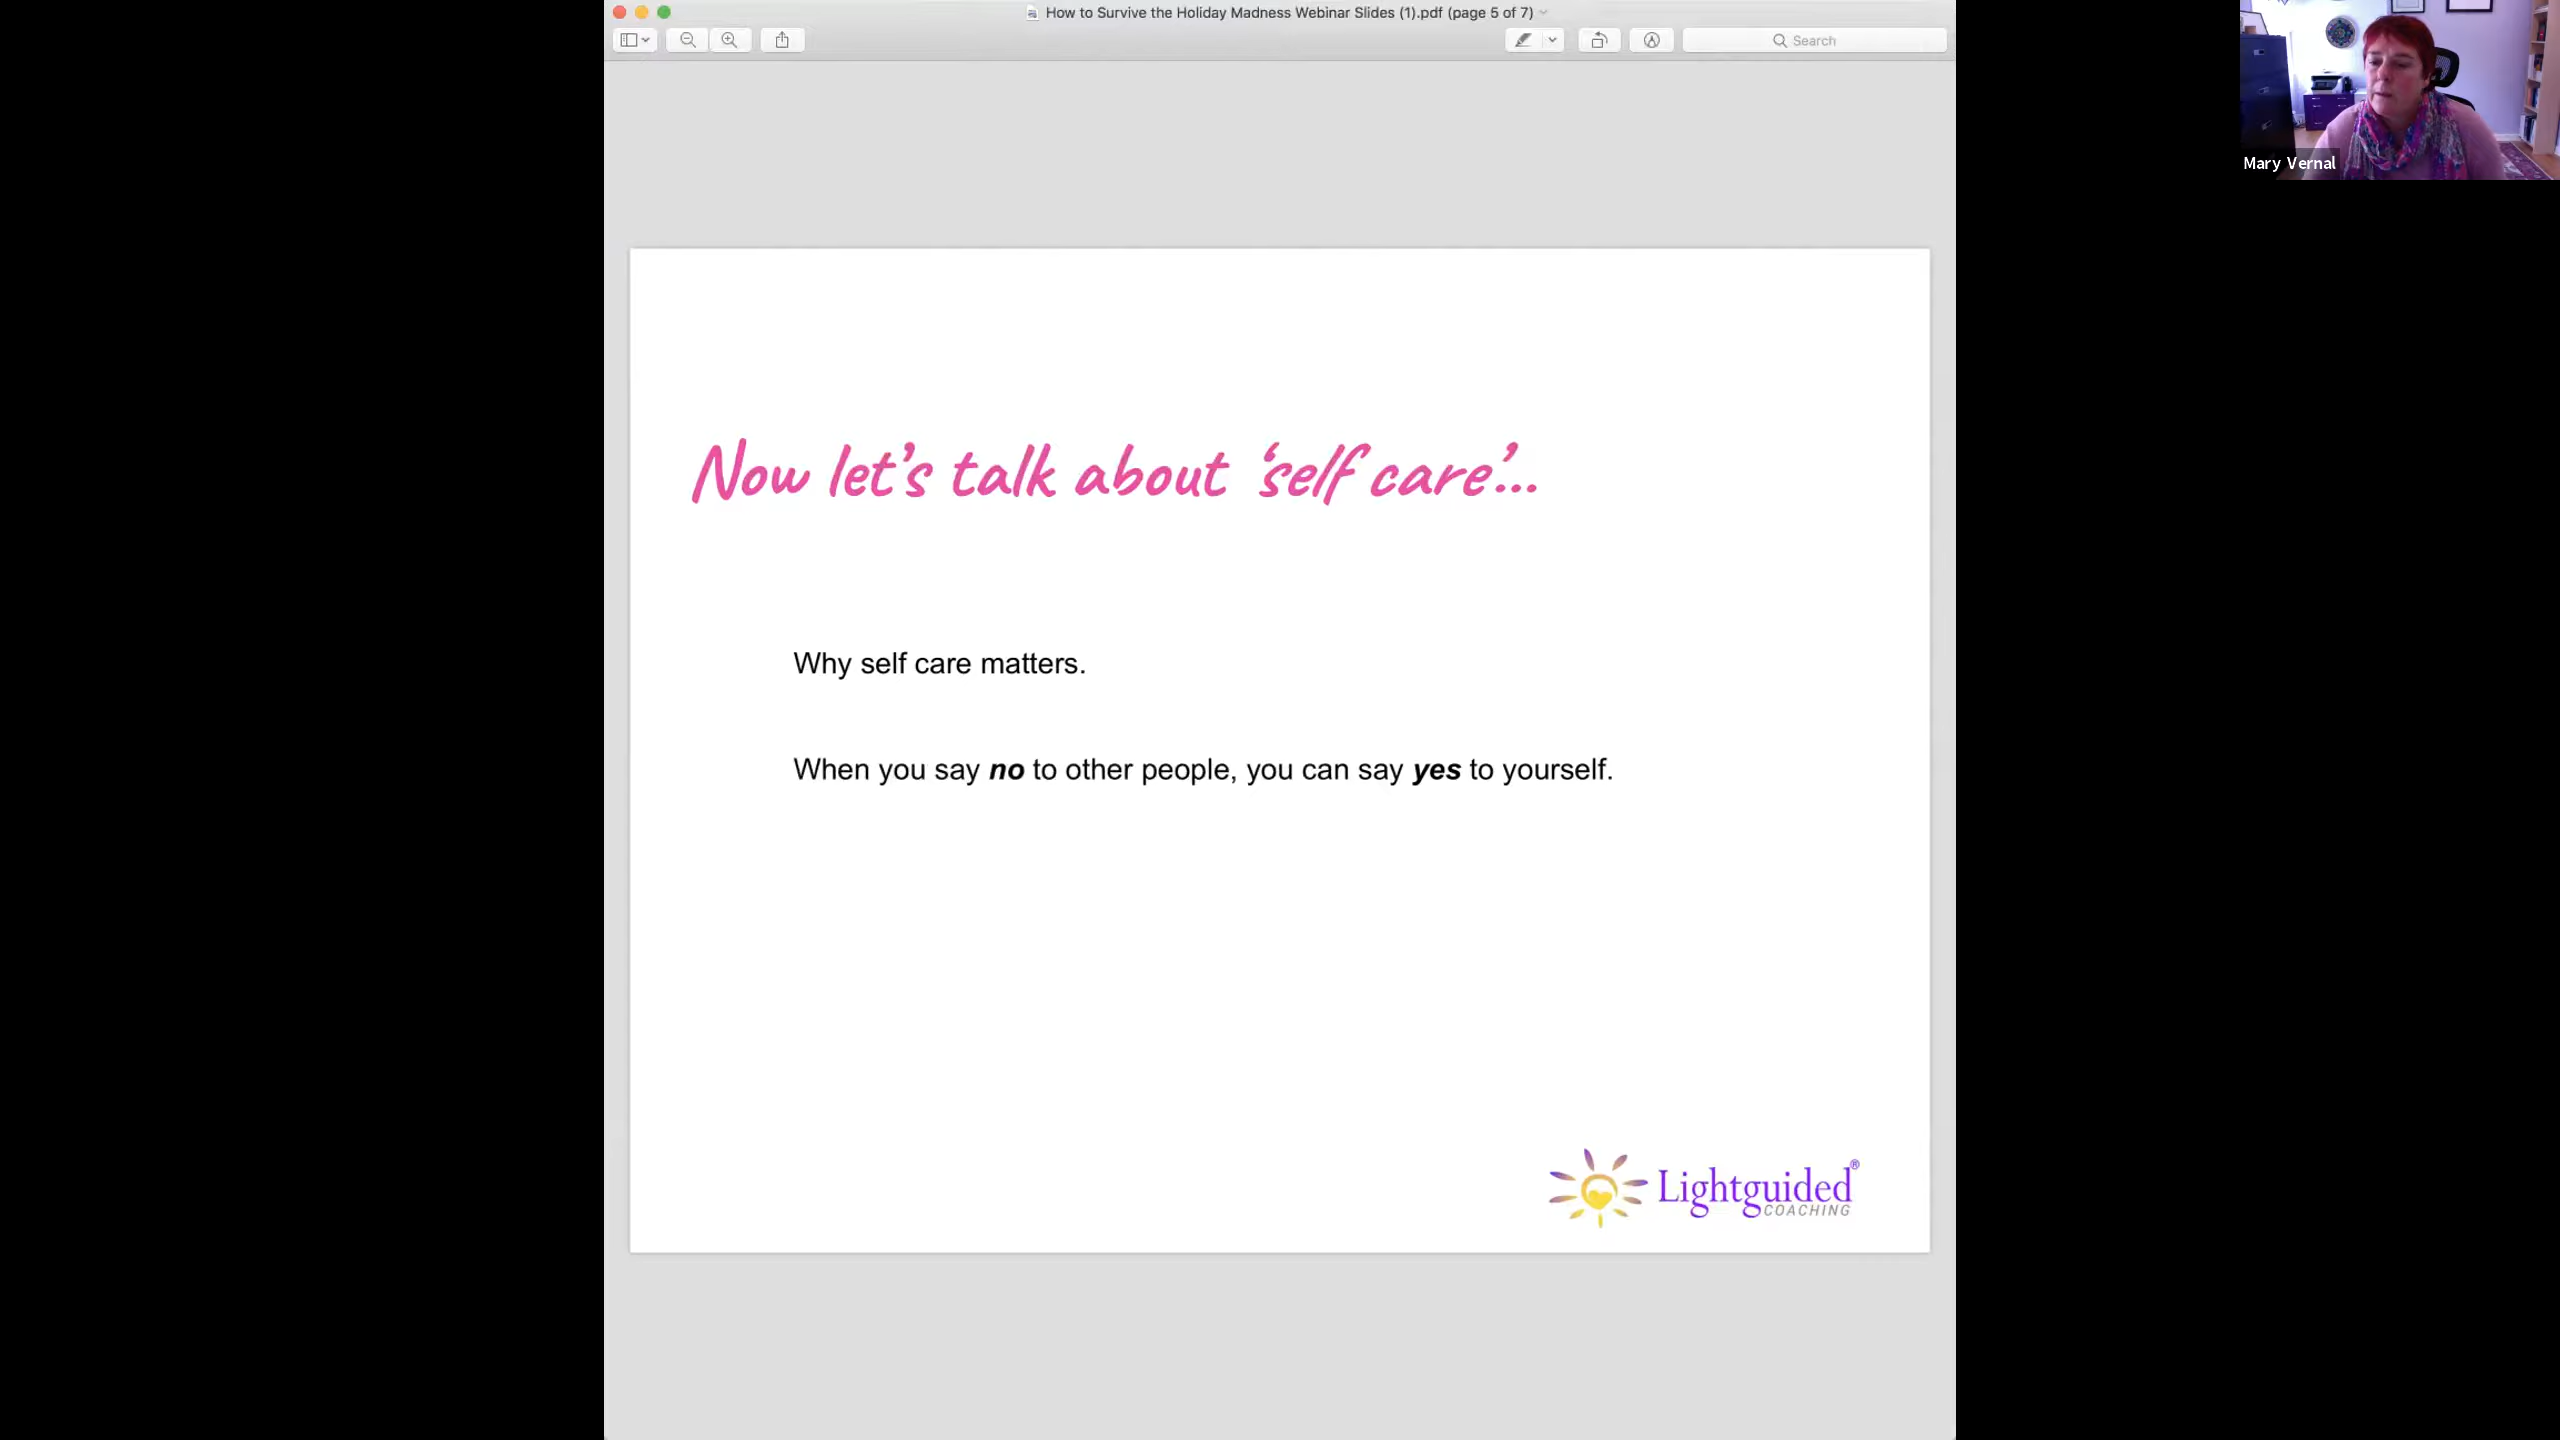 How to Survive the Holiday Madness Webinar Slides (1).pdf (page 5 of 7)
Search
Mary Vernal
Now let’s talk about ‘self care’...
Why self care matters.
When you say no to other people, you can say yes to yourself.
Lightguided®
COACHING